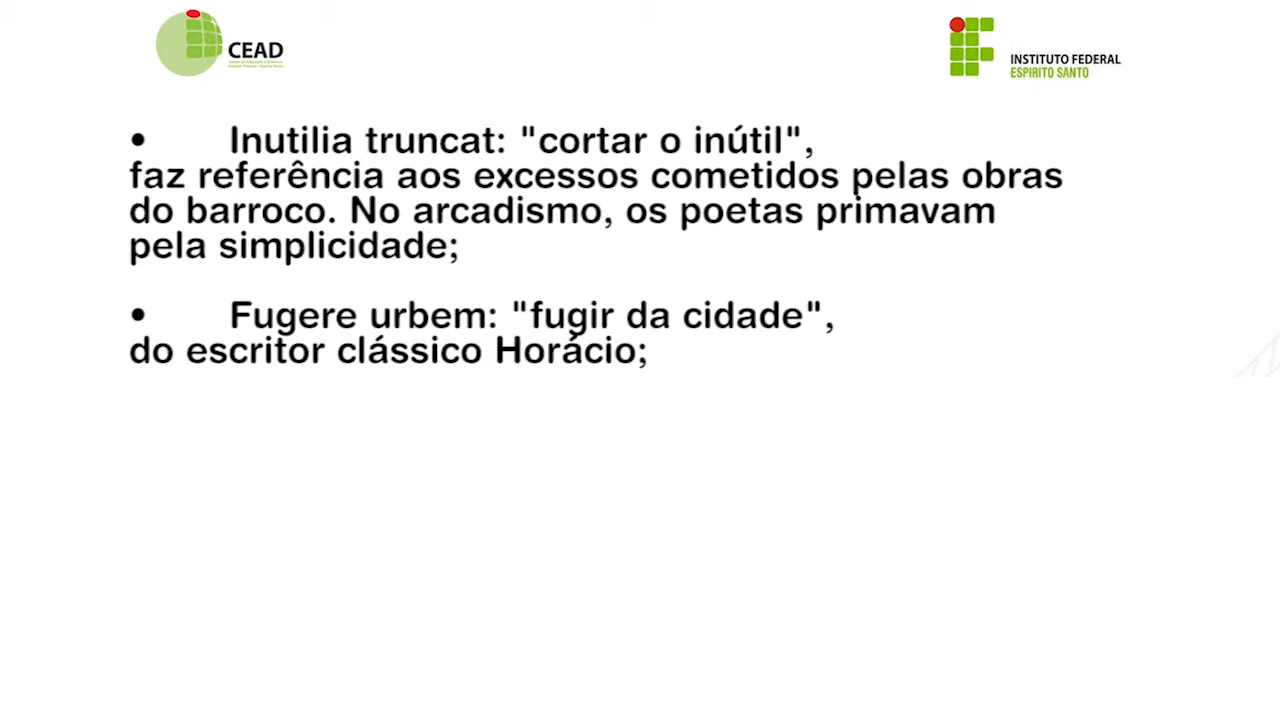 CEAD
INSTITUTO FEDERAL
ESPIRITO SANTO
• Inutilia truncat: "cortar o inútil",
faz referência aos excessos cometidos pelas obras
do barroco. No arcadismo, os poetas primavam
pela simplicidade;
• Fugere urbem: "fugir da cidade",
do escritor clássico Horácio;